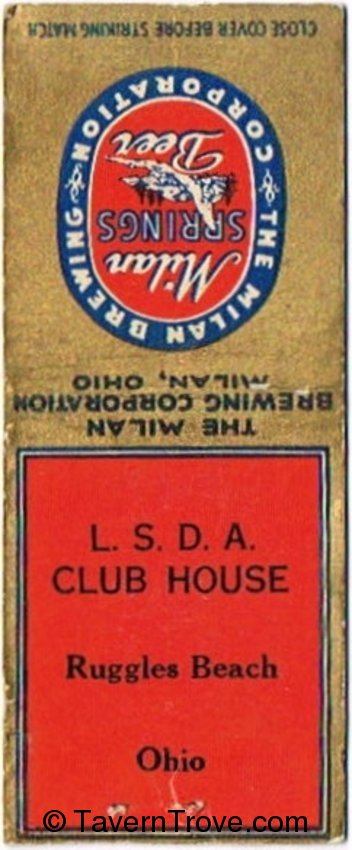 CLOSE COVER BEFORE STRIKING MATCH
THE MILAN BREWING CORPORATION
Milan
SPRINGS
Beer
THE MILAN
BREWING CORPORATION
MILAN, OHIO
L. S. D. A.
CLUB HOUSE
Ruggles Beach
Ohio
© TavernTrove.com